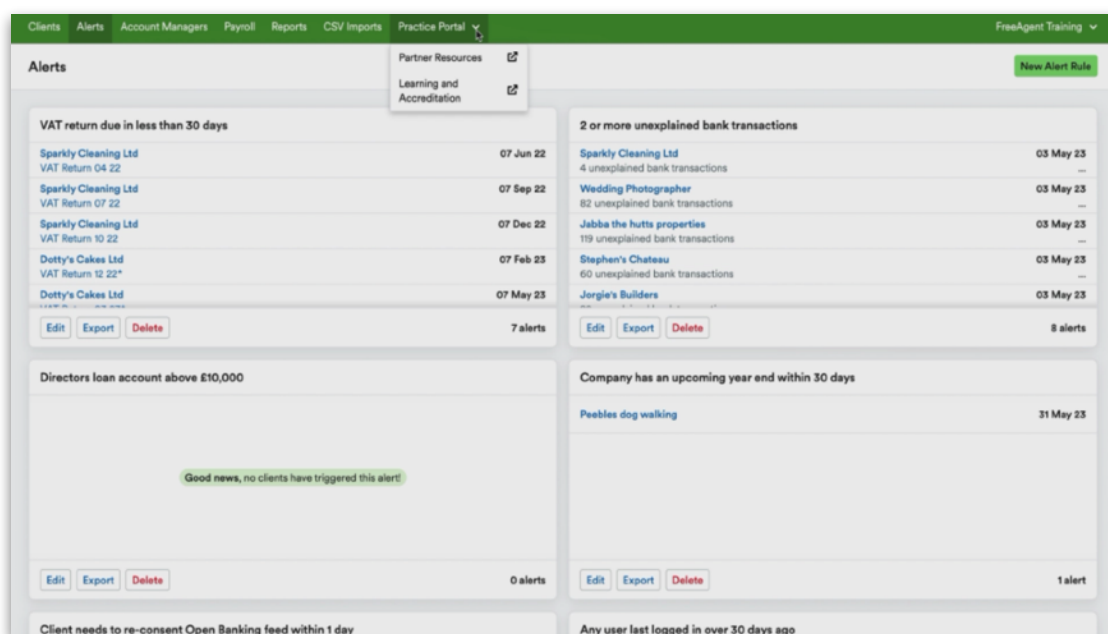 Clients Alerts Account Managers Payroll Reports CSV Imports Practice Portal FreeAgent Training
Partner Resources
Learning and
Accreditation
Alerts
New Alert Rule
VAT return due in less than 30 days
Sparkly Cleaning Ltd 07 Jun 22
VAT Return 04 22
Sparkly Cleaning Ltd 07 Sep 22
VAT Return 07 22
Sparkly Cleaning Ltd 07 Dec 22
VAT Return 10 22
Dotty's Cakes Ltd 07 Feb 23
VAT Return 12 22*
Dotty's Cakes Ltd 07 May 23
Edit Export Delete 7 alerts
2 or more unexplained bank transactions
Sparkly Cleaning Ltd 03 May 23
4 unexplained bank transactions
Wedding Photographer 03 May 23
82 unexplained bank transactions
Jabba the hutts properties 03 May 23
119 unexplained bank transactions
Stephen's Chateau 03 May 23
60 unexplained bank transactions
Jorgie's Builders 03 May 23
Edit Export Delete 8 alerts
Directors loan account above £10,000
Good news, no clients have triggered this alert!
Edit Export Delete 0 alerts
Company has an upcoming year end within 30 days
Peebles dog walking 31 May 23
Edit Export Delete 1 alert
Client needs to re-consent Open Banking feed within 1 day
Any user last logged in over 30 days ago